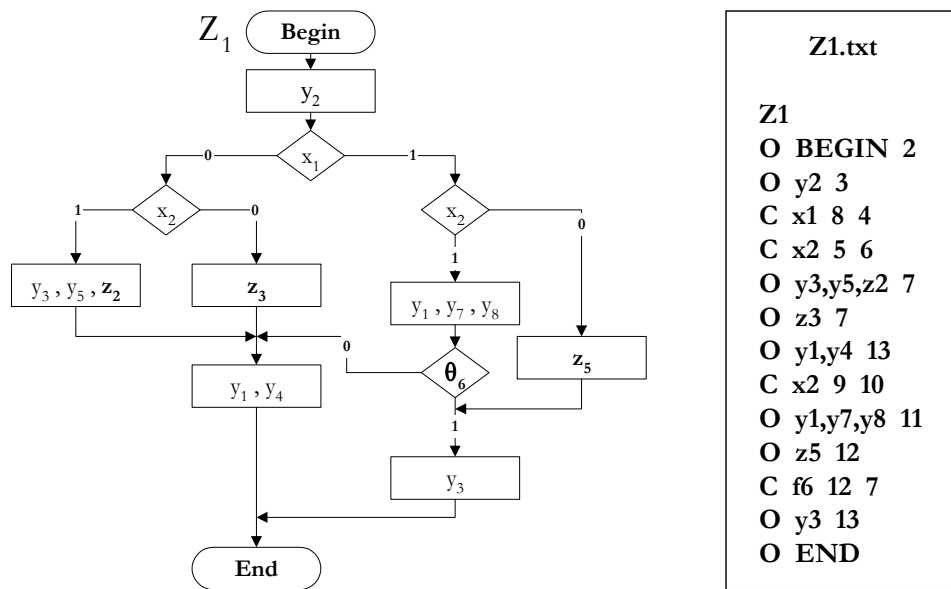 Z₁
Begin
y₂
0 x₁ 1
1 x₂ 0
x₂ 0
1
y₃ , y₅ , z₂
z₃
y₁ , y₇ , y₈
0
y₁ , y₄
θ₆
z₅
1
y₃
End
Z1.txt
Z1
O BEGIN 2
O y2 3
C x1 8 4
C x2 5 6
O y3,y5,z2 7
O z3 7
O y1,y4 13
C x2 9 10
O y1,y7,y8 11
O z5 12
C f6 12 7
O y3 13
O END